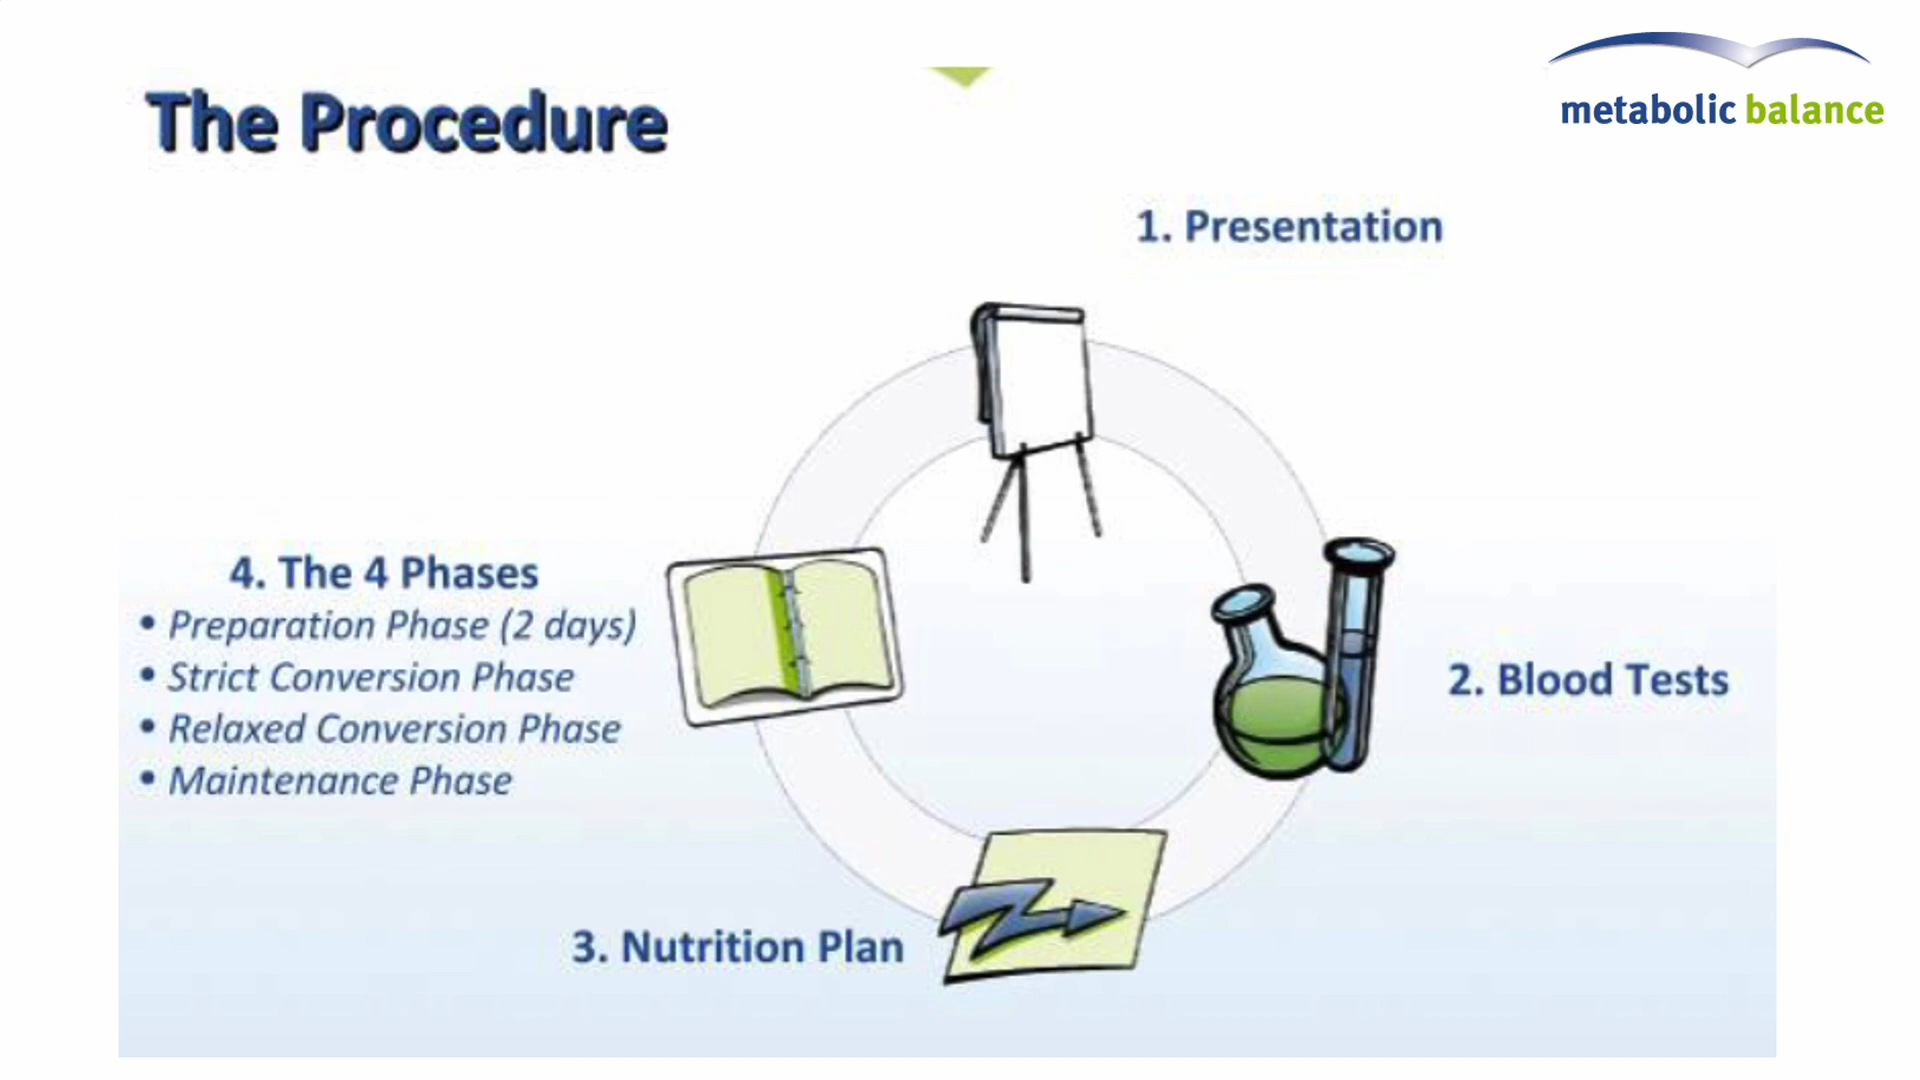 The Procedure
metabolic balance
1. Presentation
2. Blood Tests
3. Nutrition Plan
4. The 4 Phases
• Preparation Phase (2 days)
• Strict Conversion Phase
• Relaxed Conversion Phase
• Maintenance Phase